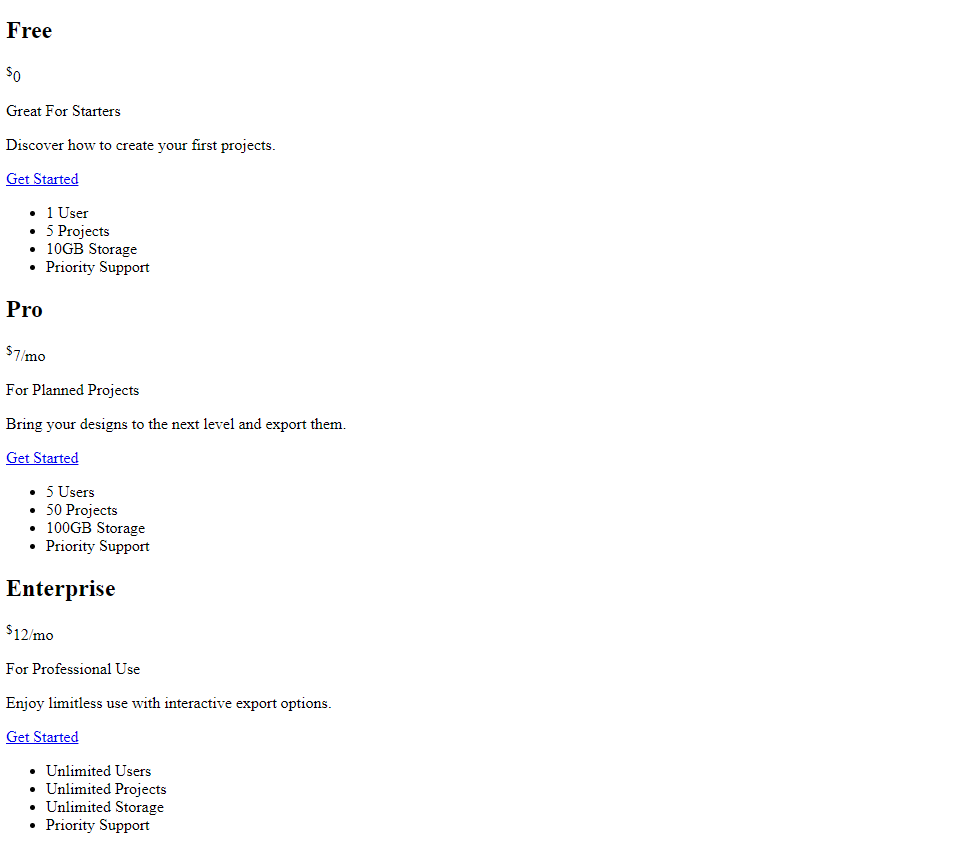 Free
$0
Great For Starters
Discover how to create your first projects.
Get Started
1 User
5 Projects
10GB Storage
Priority Support
Pro
$7/mo
For Planned Projects
Bring your designs to the next level and export them.
Get Started
5 Users
50 Projects
100GB Storage
Priority Support
Enterprise
$12/mo
For Professional Use
Enjoy limitless use with interactive export options.
Get Started
Unlimited Users
Unlimited Projects
Unlimited Storage
Priority Support